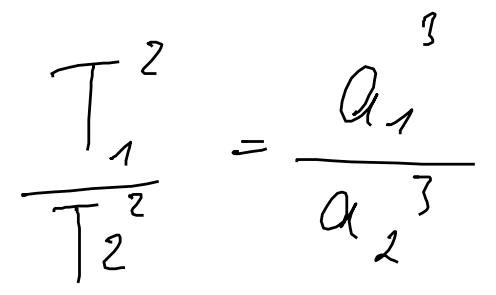 T₁² / T₂² = a₁³ / a₂³